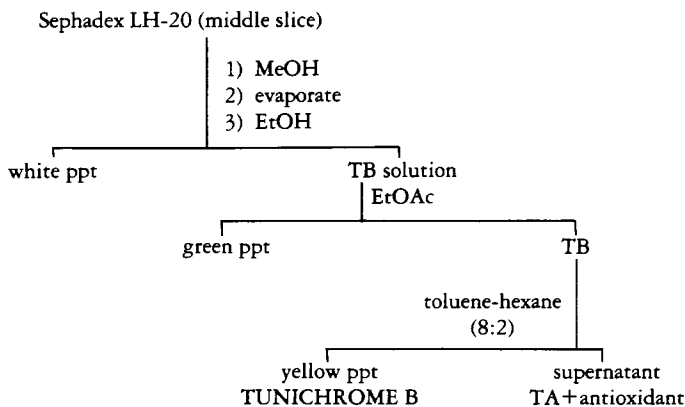 Sephadex LH-20 (middle slice)
1) MeOH
2) evaporate
3) EtOH
white ppt
TB solution
EtOAc
green ppt
TB
toluene-hexane
(8:2)
yellow ppt
TUNICHROME B
supernatant
TA+antioxidant